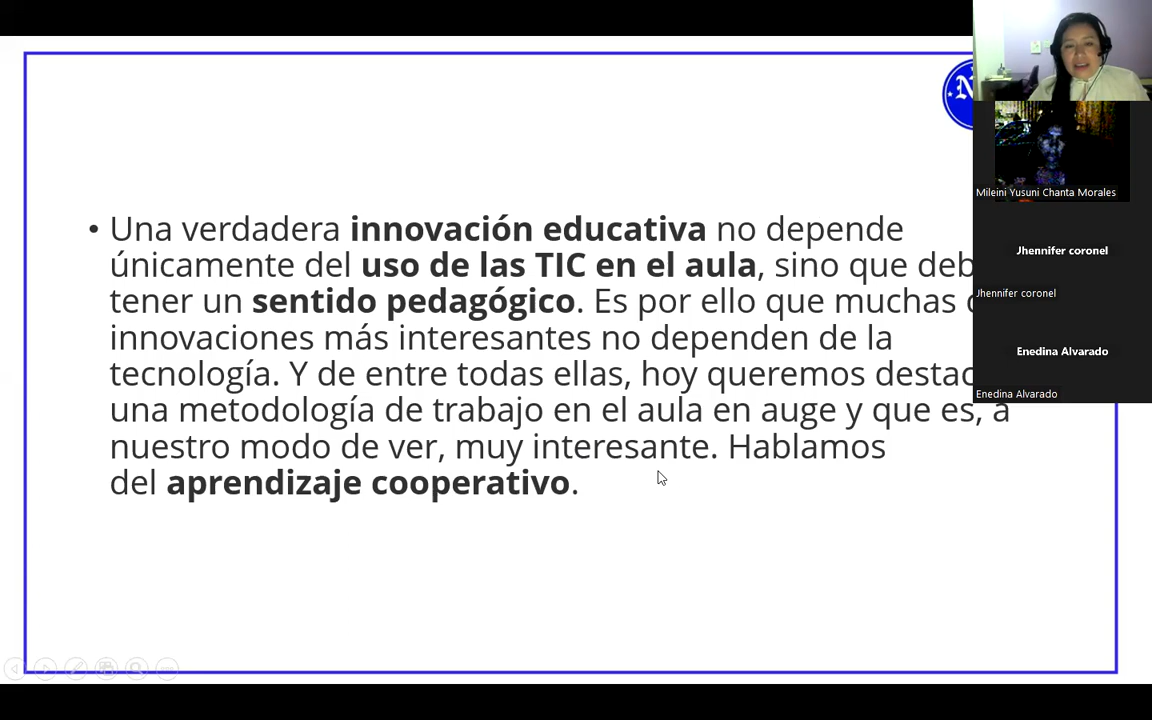 • Una verdadera innovación educativa no depende
únicamente del uso de las TIC en el aula, sino que deb
tener un sentido pedagógico. Es por ello que muchas
innovaciones más interesantes no dependen de la
tecnología. Y de entre todas ellas, hoy queremos destac
una metodología de trabajo en el aula en auge y que es, a
nuestro modo de ver, muy interesante. Hablamos
del aprendizaje cooperativo.
N
Mileini Yusuni Chanta Morales
Jhennifer coronel
Jhennifer coronel
Enedina Alvarado
Enedina Alvarado